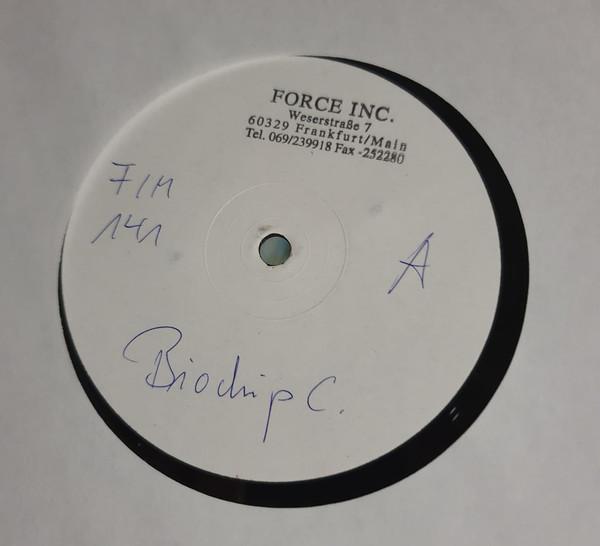 FORCE INC.
Weserstraße 7
60329 Frankfurt/Main
Tel. 069/239918 Fax -252280
FIM
141
A
Biochip C.